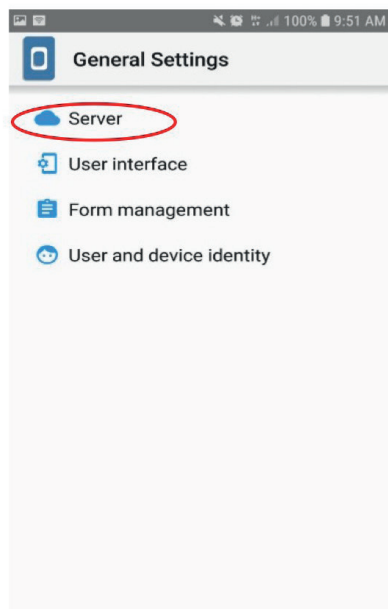 100% 9:51 AM
General Settings
Server
User interface
Form management
User and device identity